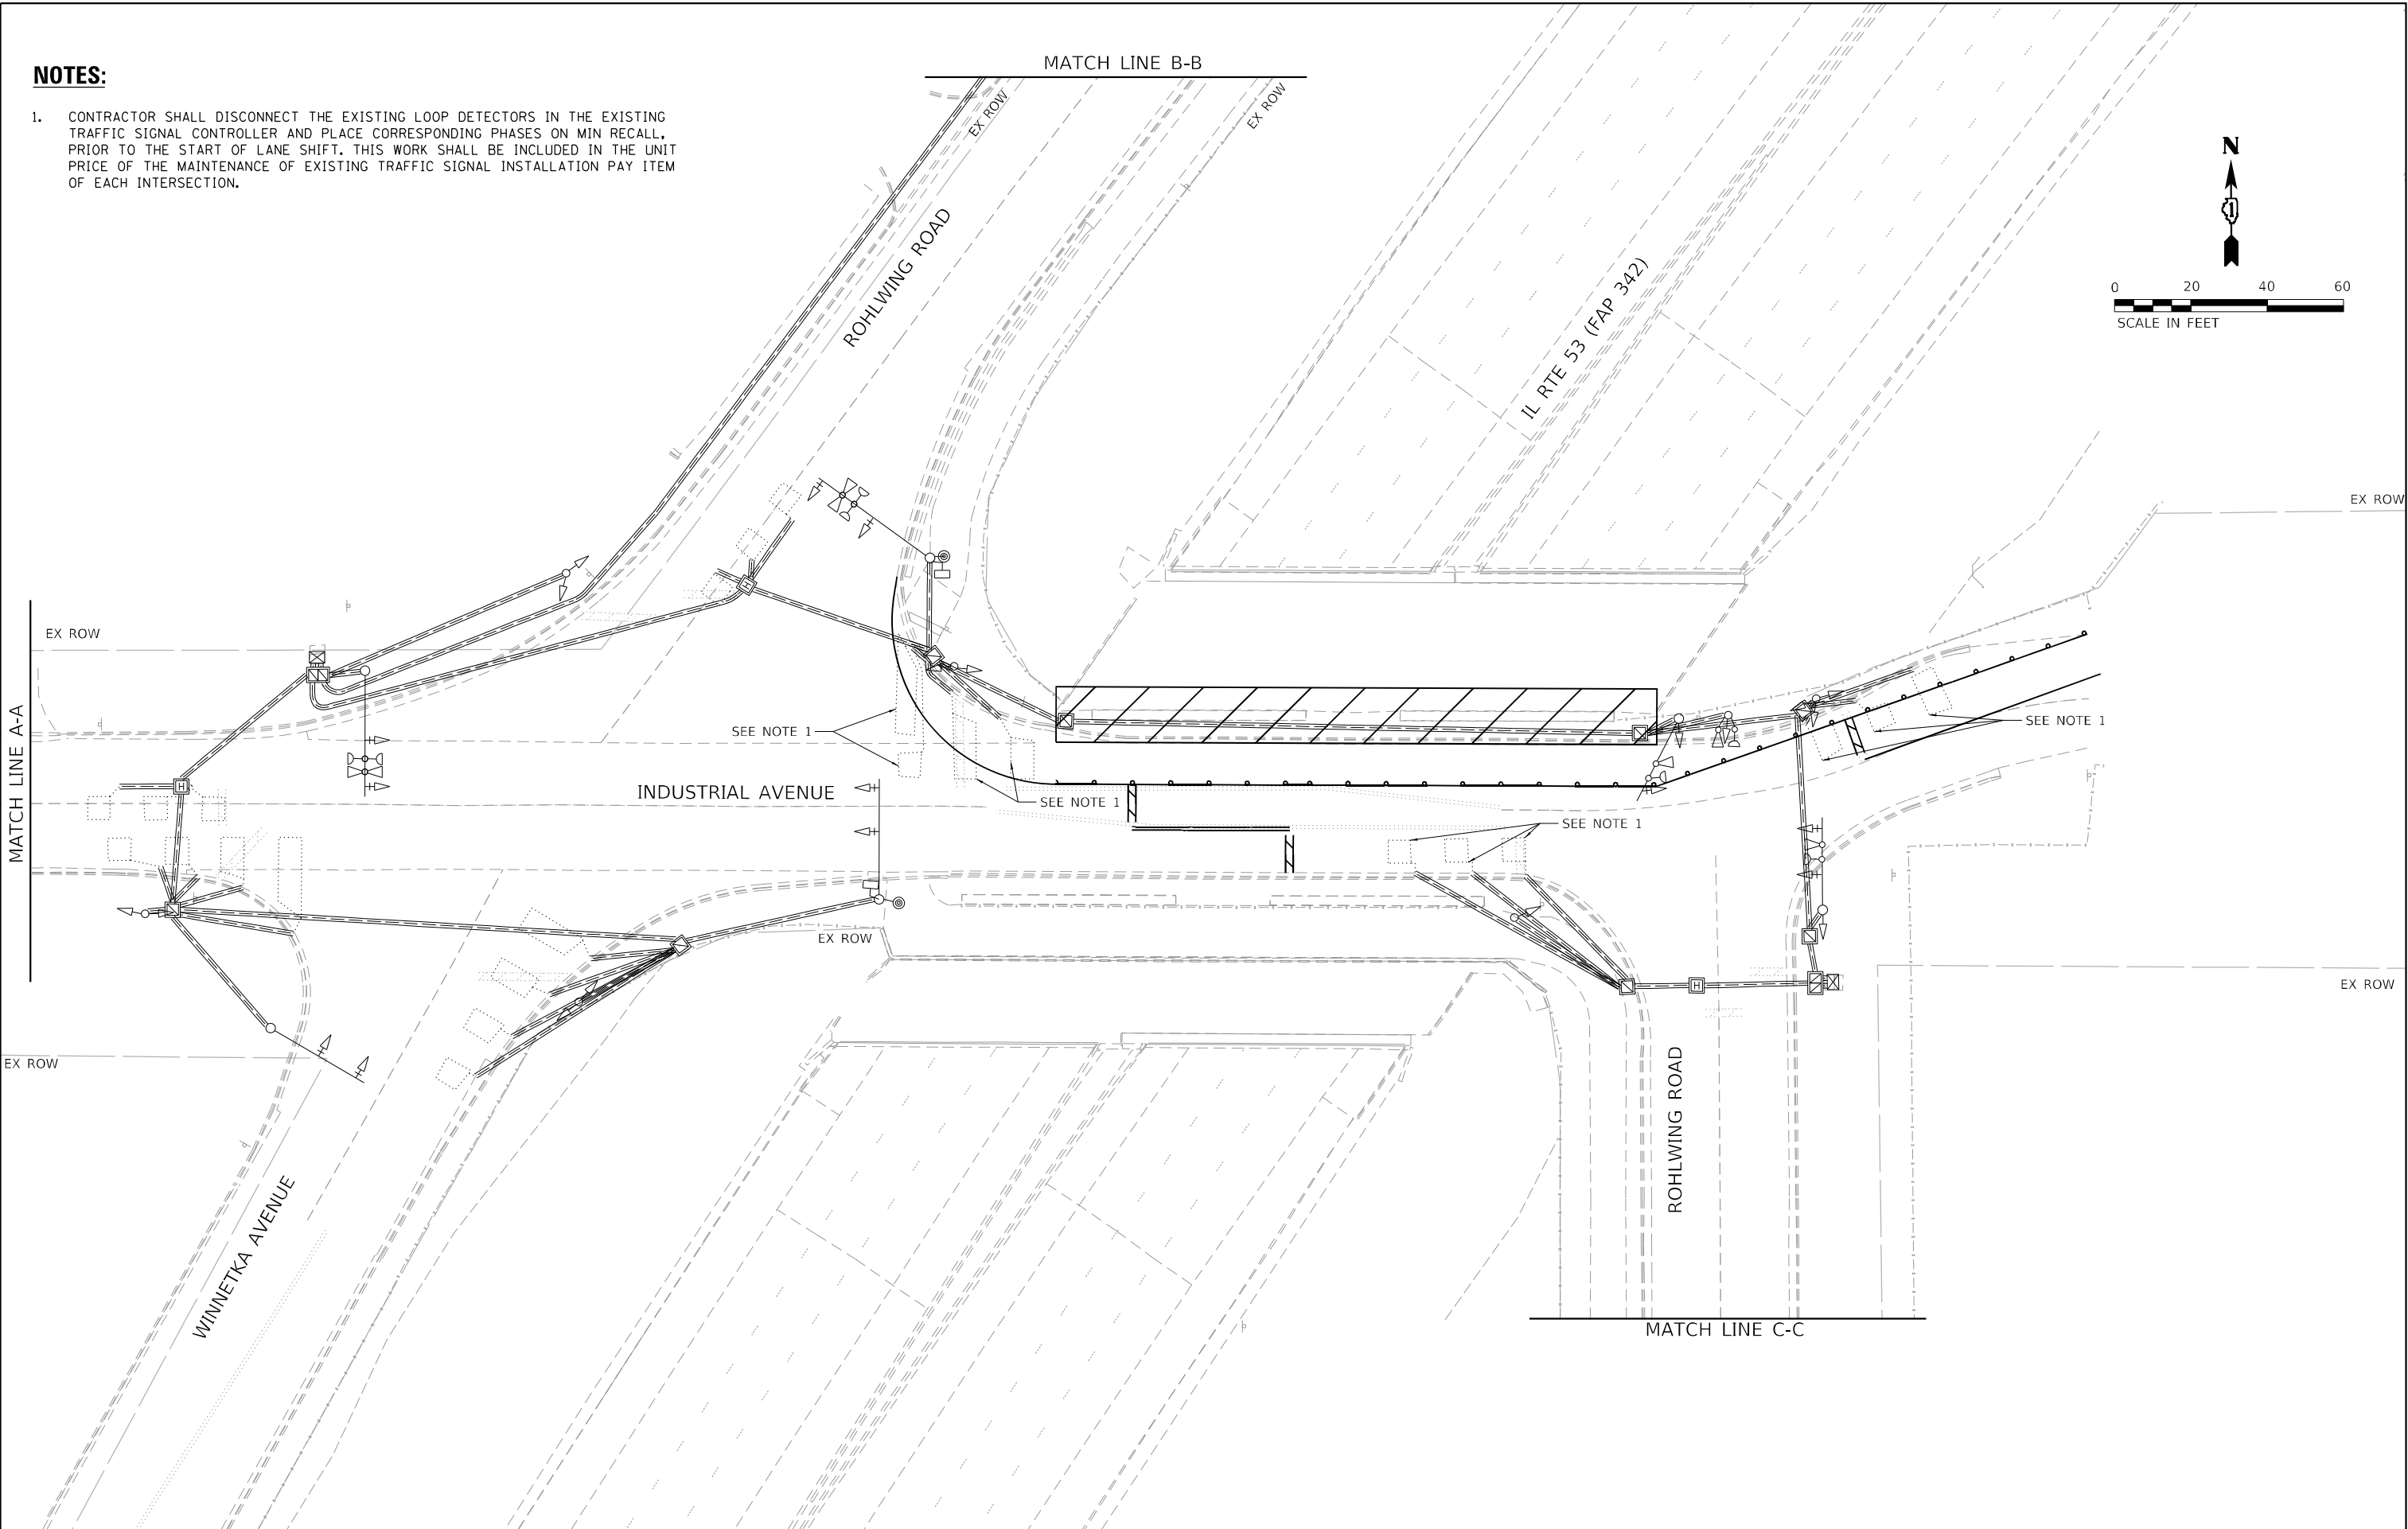 MATCH LINE B-B
NOTES:
1. CONTRACTOR SHALL DISCONNECT THE EXISTING LOOP DETECTORS IN THE EXISTING
TRAFFIC SIGNAL CONTROLLER AND PLACE CORRESPONDING PHASES ON MIN RECALL,
PRIOR TO THE START OF LANE SHIFT. THIS WORK SHALL BE INCLUDED IN THE UNIT
PRICE OF THE MAINTENANCE OF EXISTING TRAFFIC SIGNAL INSTALLATION PAY ITEM
OF EACH INTERSECTION.
EX ROW
EX ROW
N
1
0 20 40 60
SCALE IN FEET
ROHLWING ROAD
IL RTE 53 (FAP 342)
EX ROW
EX ROW
MATCH LINE A-A
H
H
SEE NOTE 1
SEE NOTE 1
INDUSTRIAL AVENUE
SEE NOTE 1
SEE NOTE 1
EX ROW
H
EX ROW
EX ROW
ROHLWING ROAD
WINNETKA AVENUE
MATCH LINE C-C